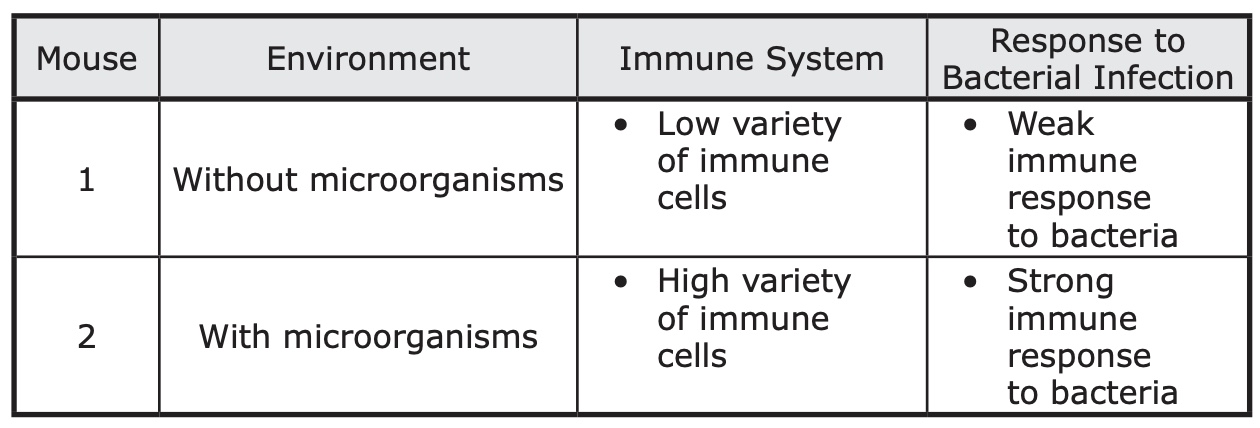 Mouse
Environment
Immune System
Response to
Bacterial Infection
1
Without microorganisms
• Low variety
of immune
cells
• Weak
immune
response
to bacteria
2
With microorganisms
• High variety
of immune
cells
• Strong
immune
response
to bacteria